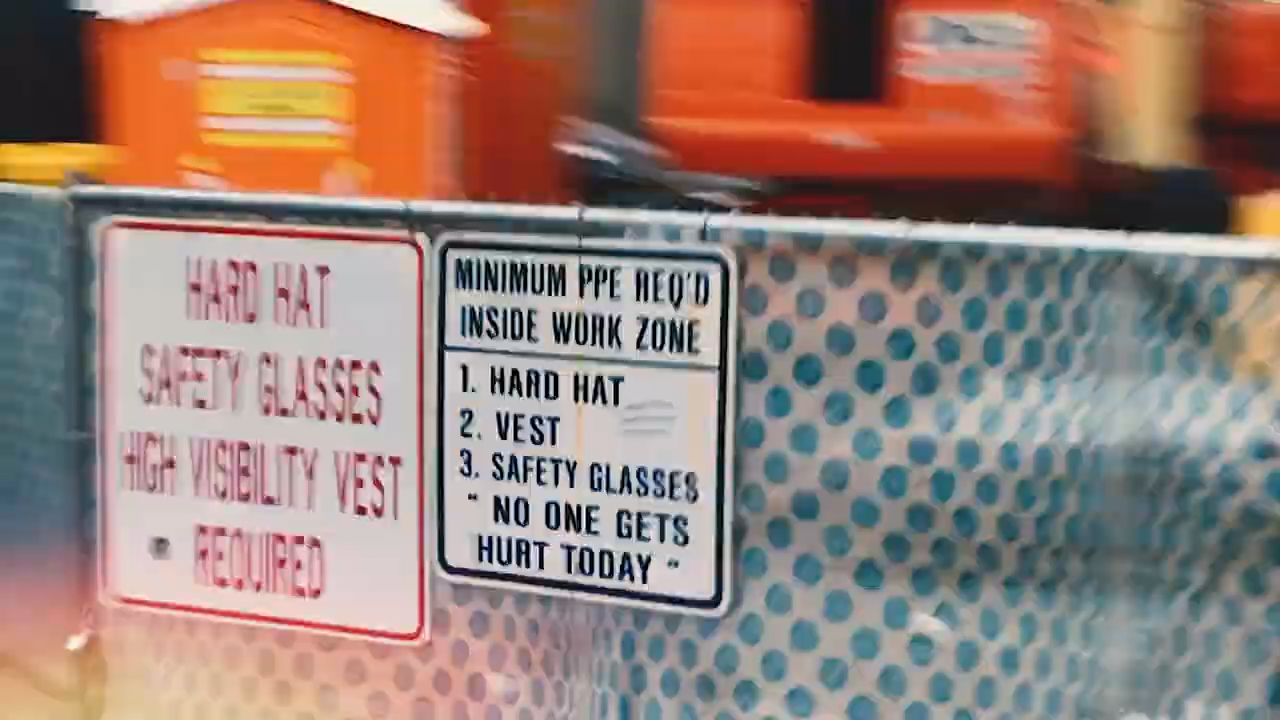 HARD HAT
SAFETY GLASSES
HIGH VISIBILITY VEST
REQUIRED
MINIMUM PPE REQ'D
INSIDE WORK ZONE
1. HARD HAT
2. VEST
3. SAFETY GLASSES
" NO ONE GETS
HURT TODAY "